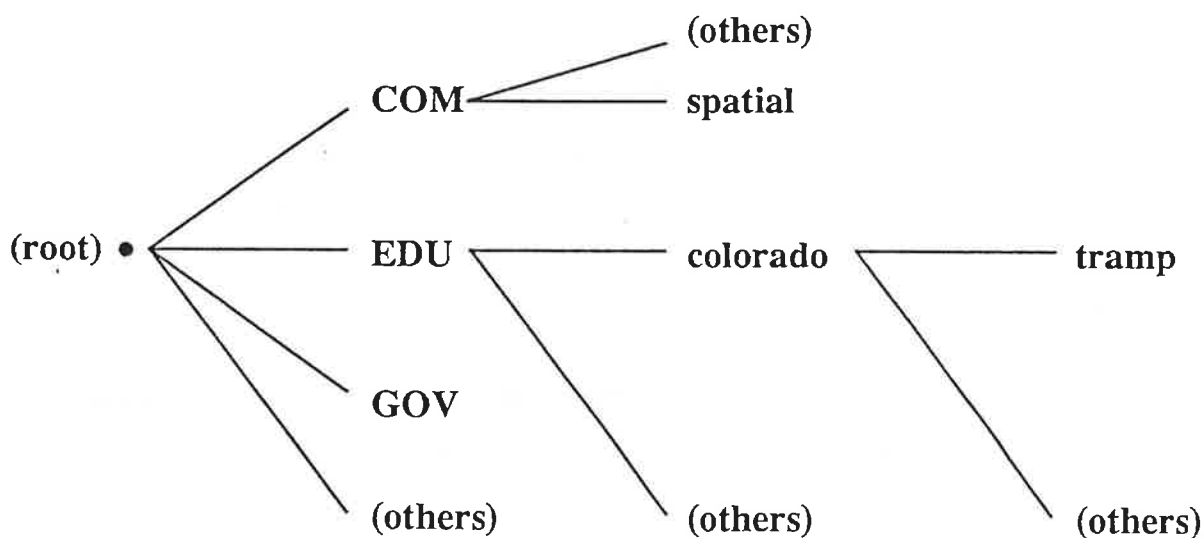 (others)
COM
spatial
(root) •
EDU
colorado
tramp
GOV
(others)
(others)
(others)